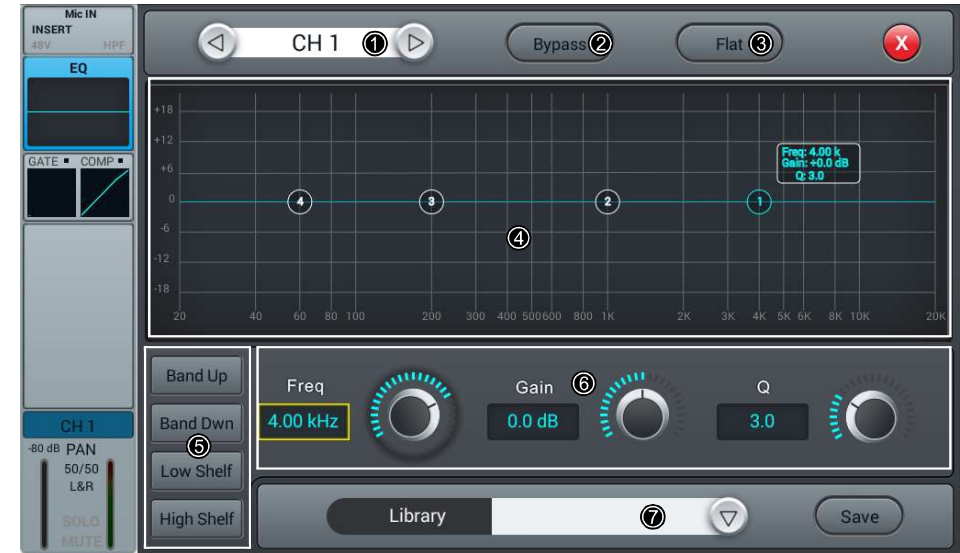 Mic IN
INSERT
48V HPF
EQ
GATE COMP
CH 1
-80 dB PAN
50/50
L&R
SOLO
MUTE
CH 1 1
Bypass 2
Flat 3
X
+18
+12
+6
0
-6
-12
-18
4 3 2 1
Freq: 4.00 k
Gain: +0.0 dB
Q: 3.0
4
20 40 60 80 100 200 300 400 500 600 800 1K 2K 3K 4K 5K 6K 8K 10K 20K
Band Up
Band Dwn
5
Low Shelf
High Shelf
Freq Gain 6 Q
4.00 kHz 0.0 dB 3.0
Library 7 Save